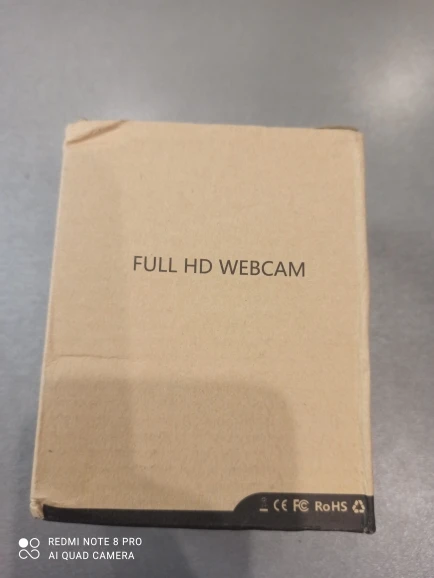 FULL HD WEBCAM
CE FC RoHS
REDMI NOTE 8 PRO
AI QUAD CAMERA